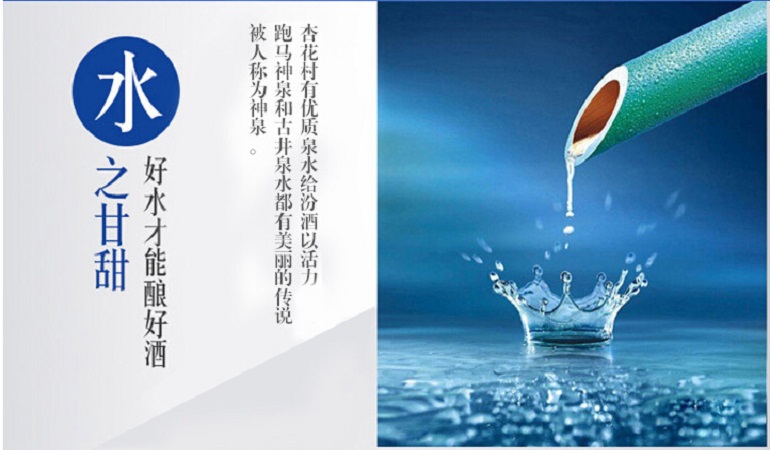 水
之甘甜
好水才能酿好酒
杏花村有优质泉水给汾酒以活力
跑马神泉和古井泉水都有美丽的传说
被人称为神泉。